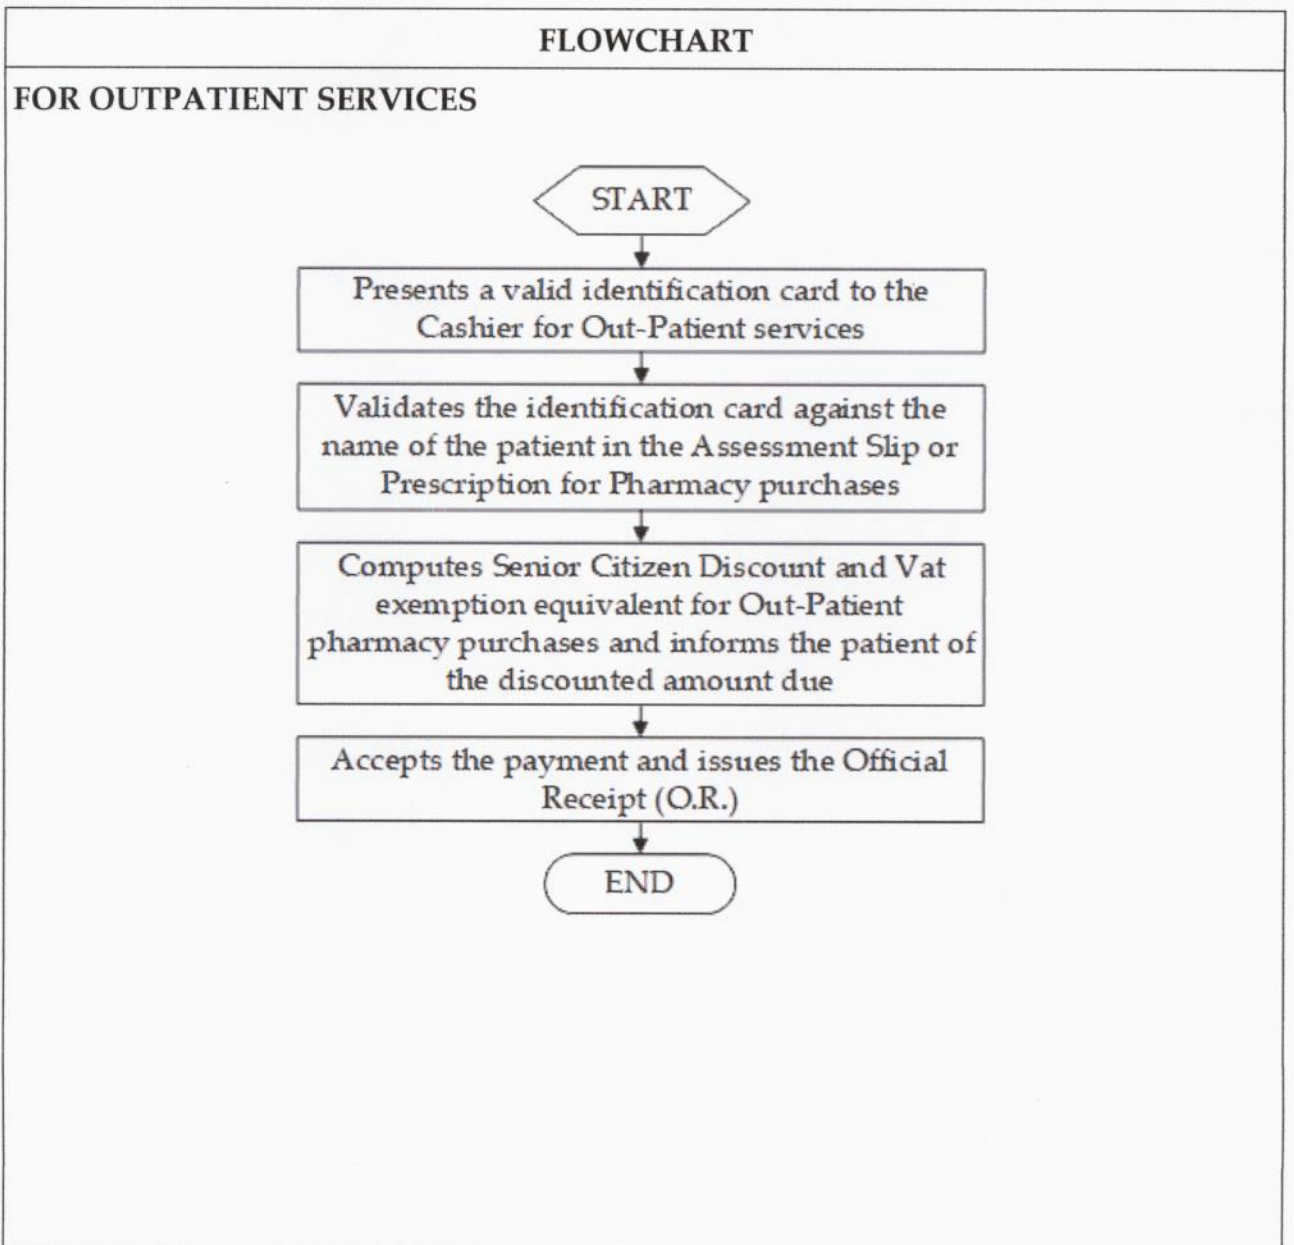 FLOWCHART
FOR OUTPATIENT SERVICES
START
Presents a valid identification card to the
Cashier for Out-Patient services
Validates the identification card against the
name of the patient in the Assessment Slip or
Prescription for Pharmacy purchases
Computes Senior Citizen Discount and Vat
exemption equivalent for Out-Patient
pharmacy purchases and informs the patient of
the discounted amount due
Accepts the payment and issues the Official
Receipt (O.R.)
END